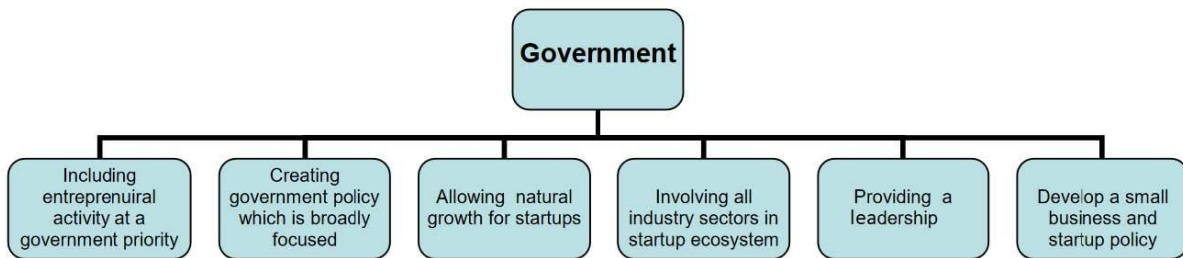 Government
Including
entreprenuiral
activity at a
government priority
Creating
government policy
which is broadly
focused
Allowing natural
growth for startups
Involving all
industry sectors in
startup ecosystem
Providing a
leadership
Develop a small
business and
startup policy